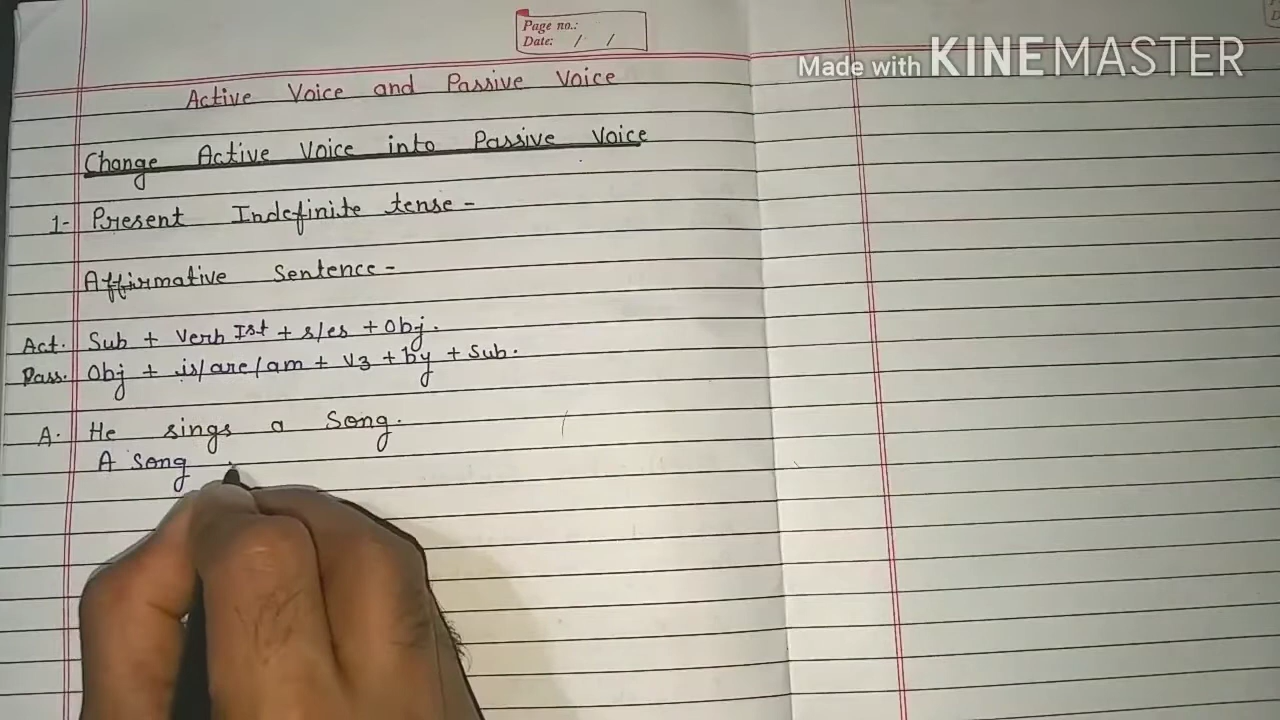 Page no.:
Date: / /
Made with KINEMASTER
Active Voice and Passive Voice
Change Active Voice into Passive Voice
1- Present Indefinite tense -
Affirmative Sentence -
Act. Sub + Verb Ist + s/es + Obj.
Pass. Obj + is/are/am + V3 + by + Sub.
A. He sings a Song.
A song